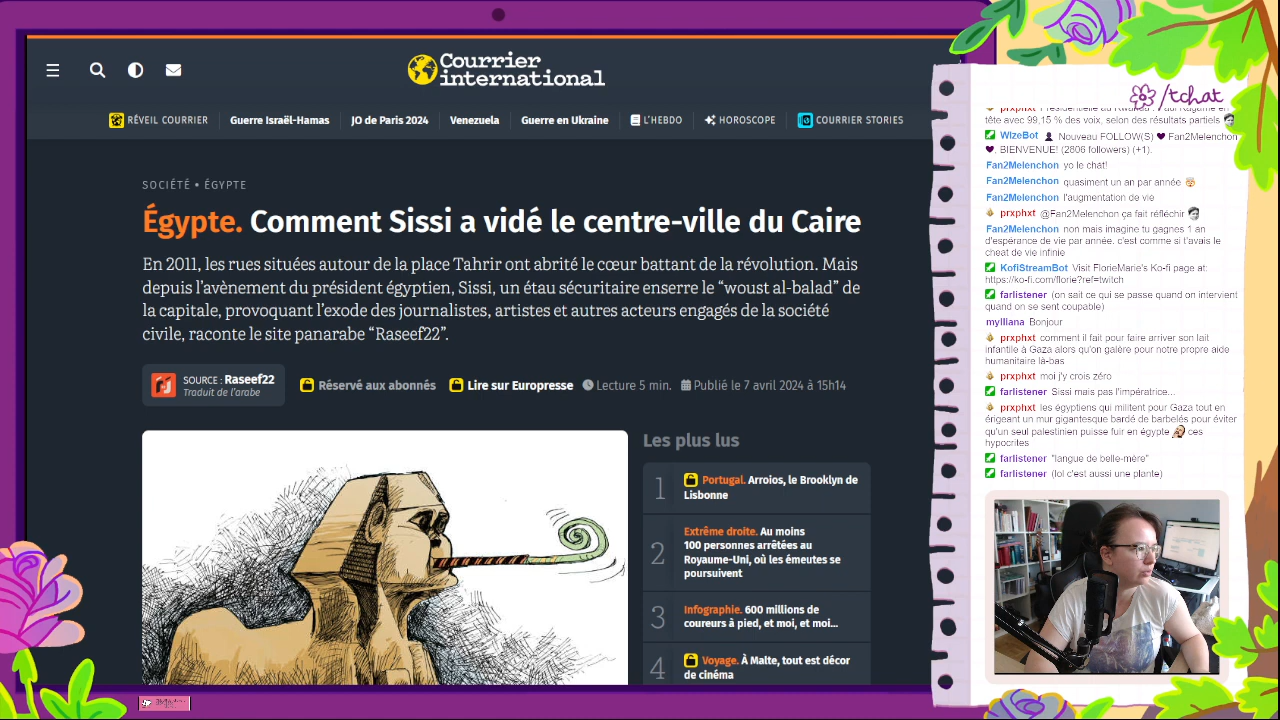 Courrier
international
RÉVEIL COURRIER
Guerre Israël-Hamas
JO de Paris 2024
Venezuela
Guerre en Ukraine
L'HEBDO
HOROSCOPE
COURRIER STORIES
SOCIÉTÉ • ÉGYPTE
Égypte. Comment Sissi a vidé le centre-ville du Caire
En 2011, les rues situées autour de la place Tahrir ont abrité le cœur battant de la révolution. Mais
depuis l'avènement du président égyptien, Sissi, un étau sécuritaire enserre le “woust al-balad” de
la capitale, provoquant l'exode des journalistes, artistes et autres acteurs engagés de la société
civile, raconte le site panarabe “Raseef22”.
SOURCE : Raseef22
Traduit de l'arabe
Réservé aux abonnés
Lire sur Europresse
Lecture 5 min.
Publié le 7 avril 2024 à 15h14
Les plus lus
1
Portugal. Arroios, le Brooklyn de
Lisbonne
2
Extrême droite. Au moins
100 personnes arrêtées au
Royaume-Uni, où les émeutes se
poursuivent
3
Infographie. 600 millions de
coureurs à pied, et moi, et moi...
4
Voyage. À Malte, tout est décor
de cinéma
/tchat
tête avec 99,15 % des voix, selon des résultats partiels
WizeBot Nouveau FOLLOW(S) Fan2Melenchon
, BIENVENUE! (2806 followers) (+1).
Fan2Melenchon yo le chat!
Fan2Melenchon quasiment un an par année
Fan2Melenchon l'augmentation de vie
prxphxt @Fan2Melenchon ça fait réfléchir
Fan2Melenchon non mais imagine tu gagnes 1 an
d'espérance de vie par année. c'est comme si t'avais le
cheat de vie infinie
KofiStreamBot Visit FlorieMarie's Ko-fi page at:
https://ko-fi.com/florie?ref=twitch
farlistener (on sait ce qui se passe quand on intervient
quand on se sent coupable)
Bonjour
prxphxt comment il fait pour faire arriver son lait
infantile à Gaza alors qu'on galère pour notre propre aide
humanitaire là-bas
prxphxt moi j'y crois zéro
farlistener Sissi mais pas l'impératrice...
prxphxt les égyptiens qui militent pour Gaza tout en
érigeant un mur gigantesque bardé de barbelés pour éviter
qu'un seul palestinien puisse fuir en égypte ces
hypocrites
farlistener "langue de belle-mère"
farlistener (lol c'est aussi une plante)